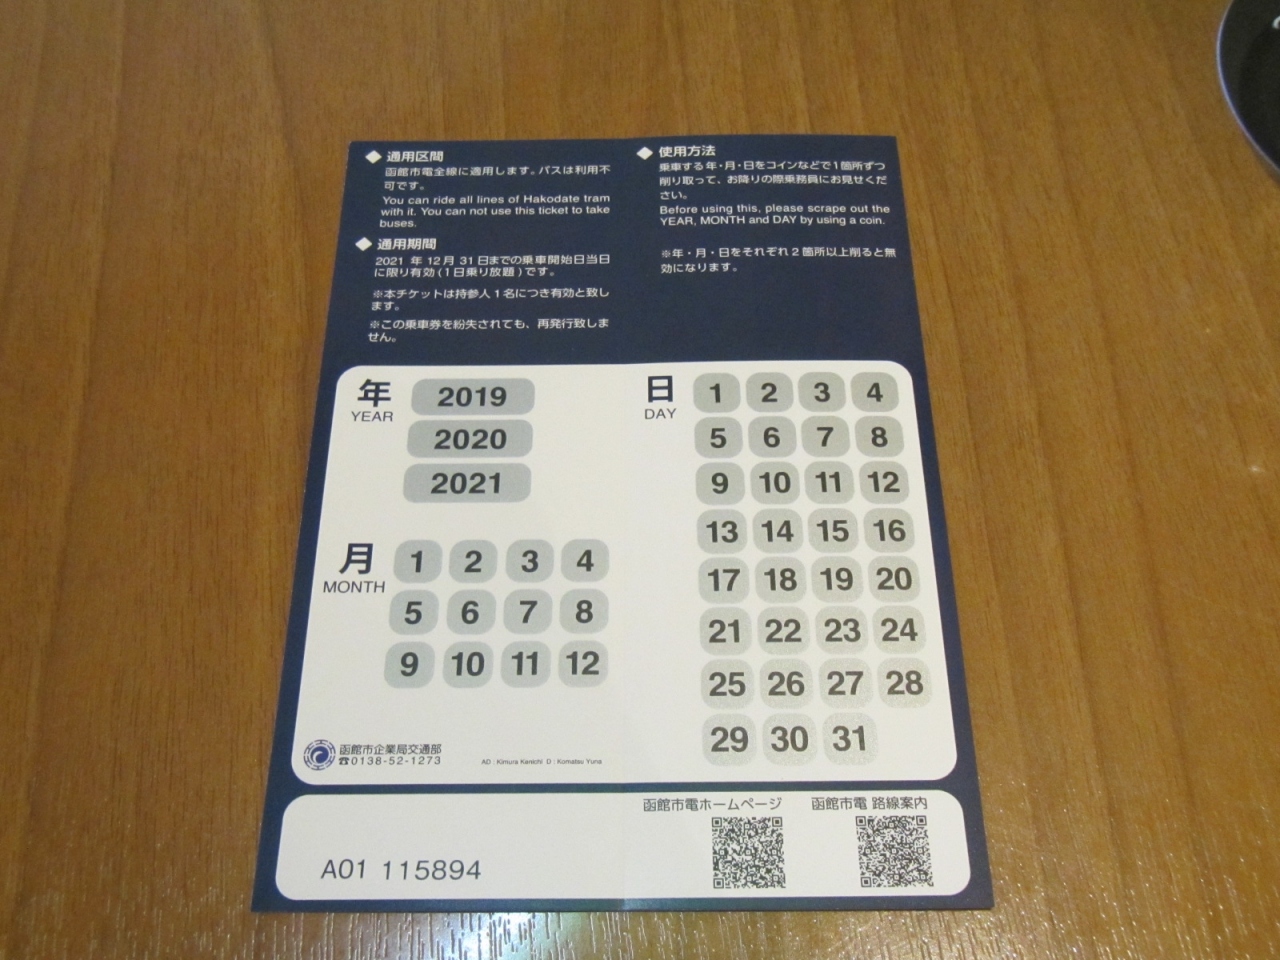 ◆ 通用区間
函館市電全線に適用します。バスは利用不
可です。
You can ride all lines of Hakodate tram
with it. You can not use this ticket to take
buses.
◆ 通用期間
2021 年 12 月 31 日までの乗車開始日当日
に限り有効 (1日乗り放題) です。
※本チケットは持参人 1 名につき有効と致し
ます。
※この乗車券を紛失されても、再発行致しま
せん。
◆ 使用方法
乗車する 年・月・日をコインなどで 1 箇所ずつ
削り取って、お降りの際乗務員にお見せくだ
さい。
Before using this, please scrape out the
YEAR, MONTH and DAY by using a coin.
※年・月・日をそれぞれ 2 箇所以上削ると無
効になります。
年
YEAR
2019
2020
2021
月
MONTH
1 2 3 4
5 6 7 8
9 10 11 12
日
DAY
1 2 3 4
5 6 7 8
9 10 11 12
13 14 15 16
17 18 19 20
21 22 23 24
25 26 27 28
29 30 31
函館市企業局交通部
☎0138-52-1273
AD : Kimura Kenichi D : Komatsu Yuna
函館市電ホームページ
函館市電 路線案内
A01 115894